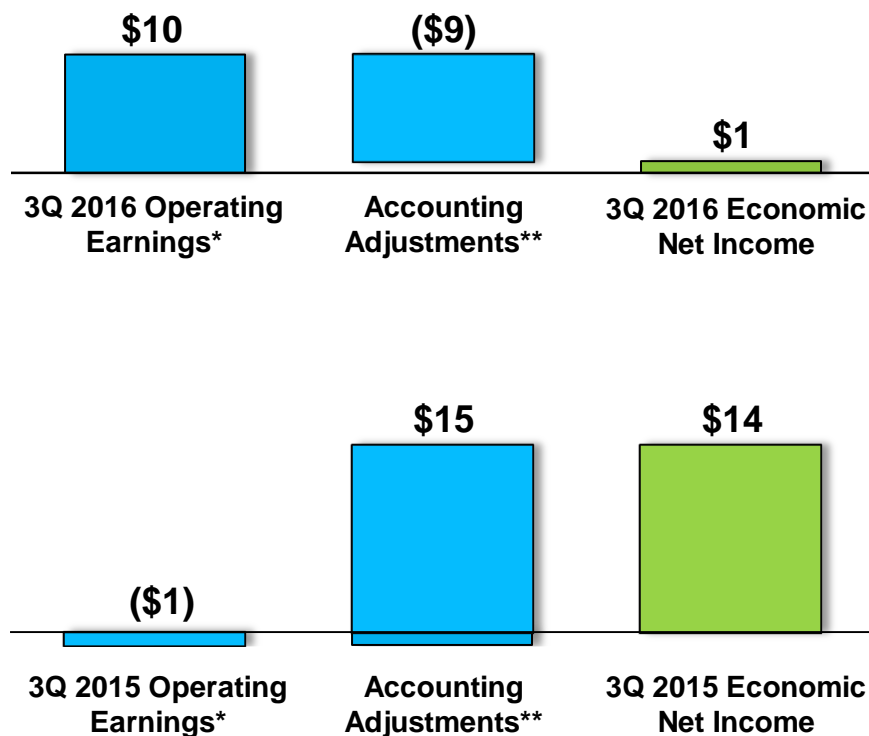 $10
($9)
$1
3Q 2016 Operating
Earnings*
Accounting
Adjustments**
3Q 2016 Economic
Net Income
$15
$14
($1)
3Q 2015 Operating
Earnings*
Accounting
Adjustments**
3Q 2015 Economic
Net Income